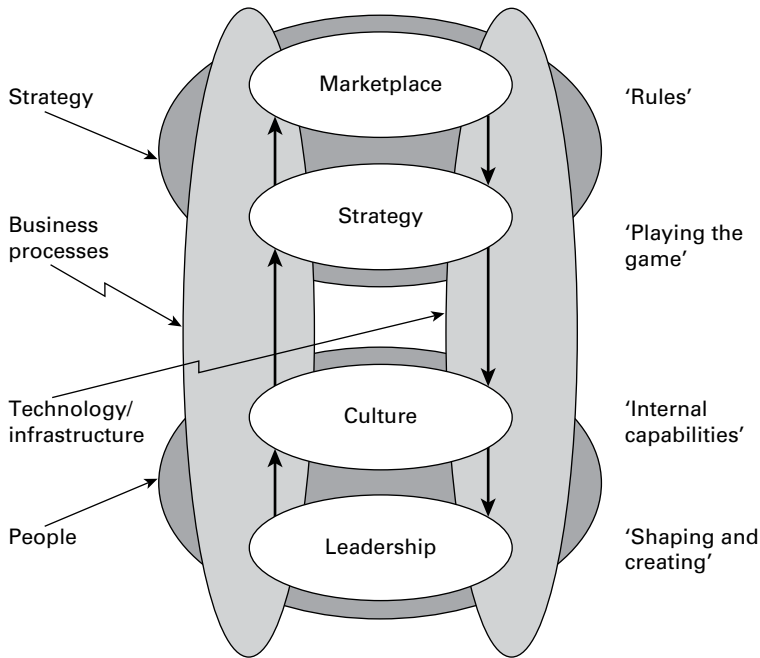 Marketplace
Strategy
‘Rules’
Strategy
Business
processes
‘Playing the
game’
Culture
Technology/
infrastructure
‘Internal
capabilities’
People
Leadership
‘Shaping and
creating’